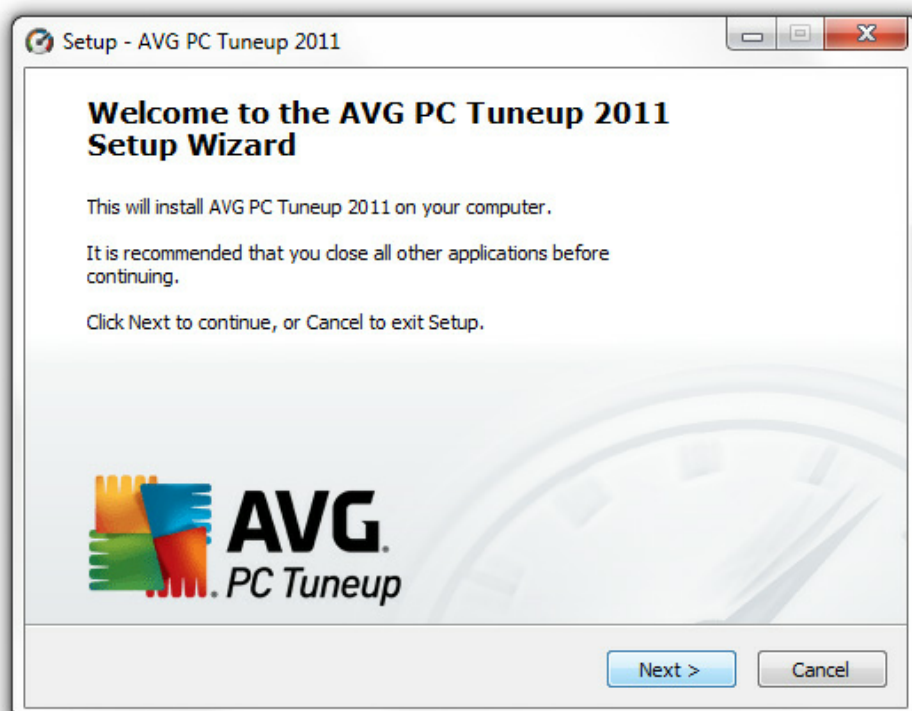 Setup - AVG PC Tuneup 2011
Welcome to the AVG PC Tuneup 2011
Setup Wizard
This will install AVG PC Tuneup 2011 on your computer.
It is recommended that you close all other applications before
continuing.
Click Next to continue, or Cancel to exit Setup.
AVG.
PC Tuneup
Next >
Cancel